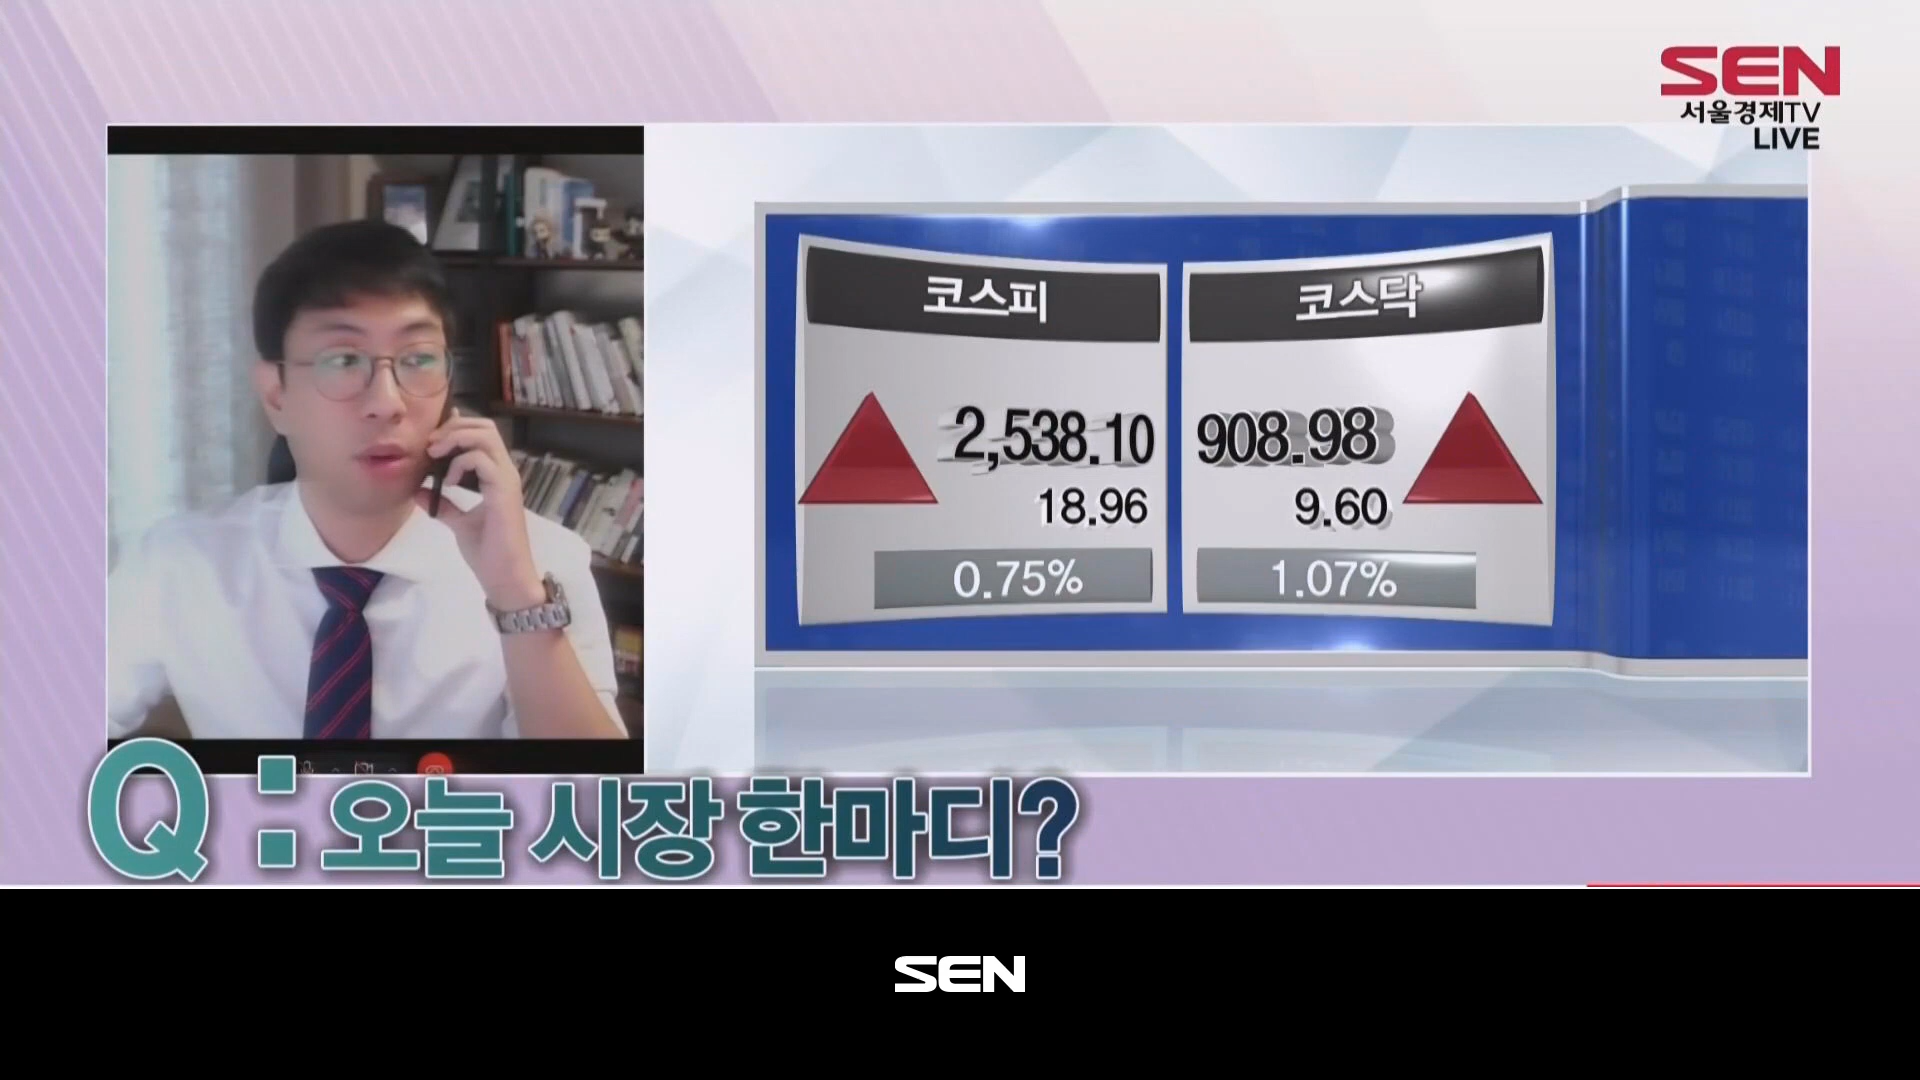 SEN
서울경제TV
LIVE
코스피
2,538.10
18.96
0.75%
코스닥
908.98
9.60
1.07%
Q : 오늘 시장 한마디?
SEN